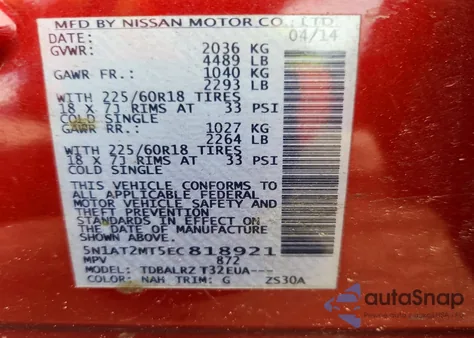 MFD BY NISSAN MOTOR CO., LTD.
DATE: 04/14
GVWR: 2036 KG
4489 LB
GAWR FR: 1040 KG
2293 LB
WITH 225/60R18 TIRES
18 x 7J RIMS AT 33 PSI
COLD SINGLE
GAWR RR: 1027 KG
2264 LB
WITH 225/60R18 TIRES
18 x 7J RIMS AT 33 PSI
COLD SINGLE
THIS VEHICLE CONFORMS TO
ALL APPLICABLE FEDERAL
MOTOR VEHICLE SAFETY AND
THEFT PREVENTION
STANDARDS IN EFFECT ON
THE DATE OF MANUFACTURE
SHOWN ABOVE.
5N1AT2MT5EC818921
MPV 872
MODEL: TDBALRZ T32EUA---
COLOR: NAH TRIM: G ZS30A
autoSnap